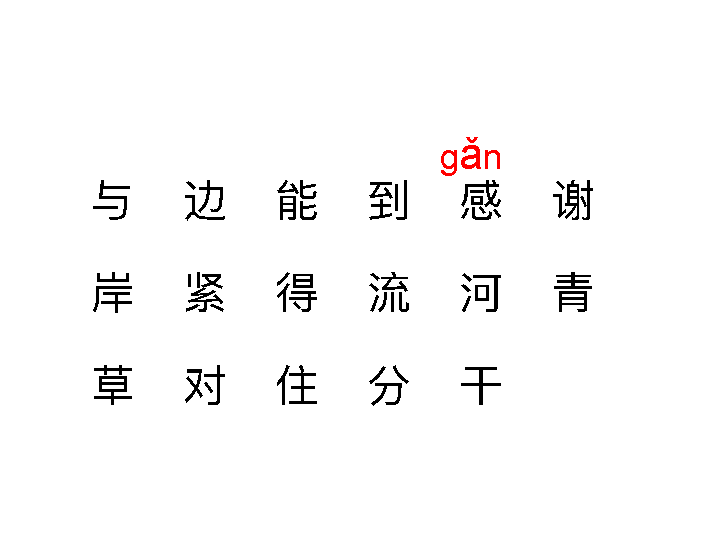 gǎn
与 边 能 到 感 谢
岸 紧 得 流 河 青
草 对 住 分 干